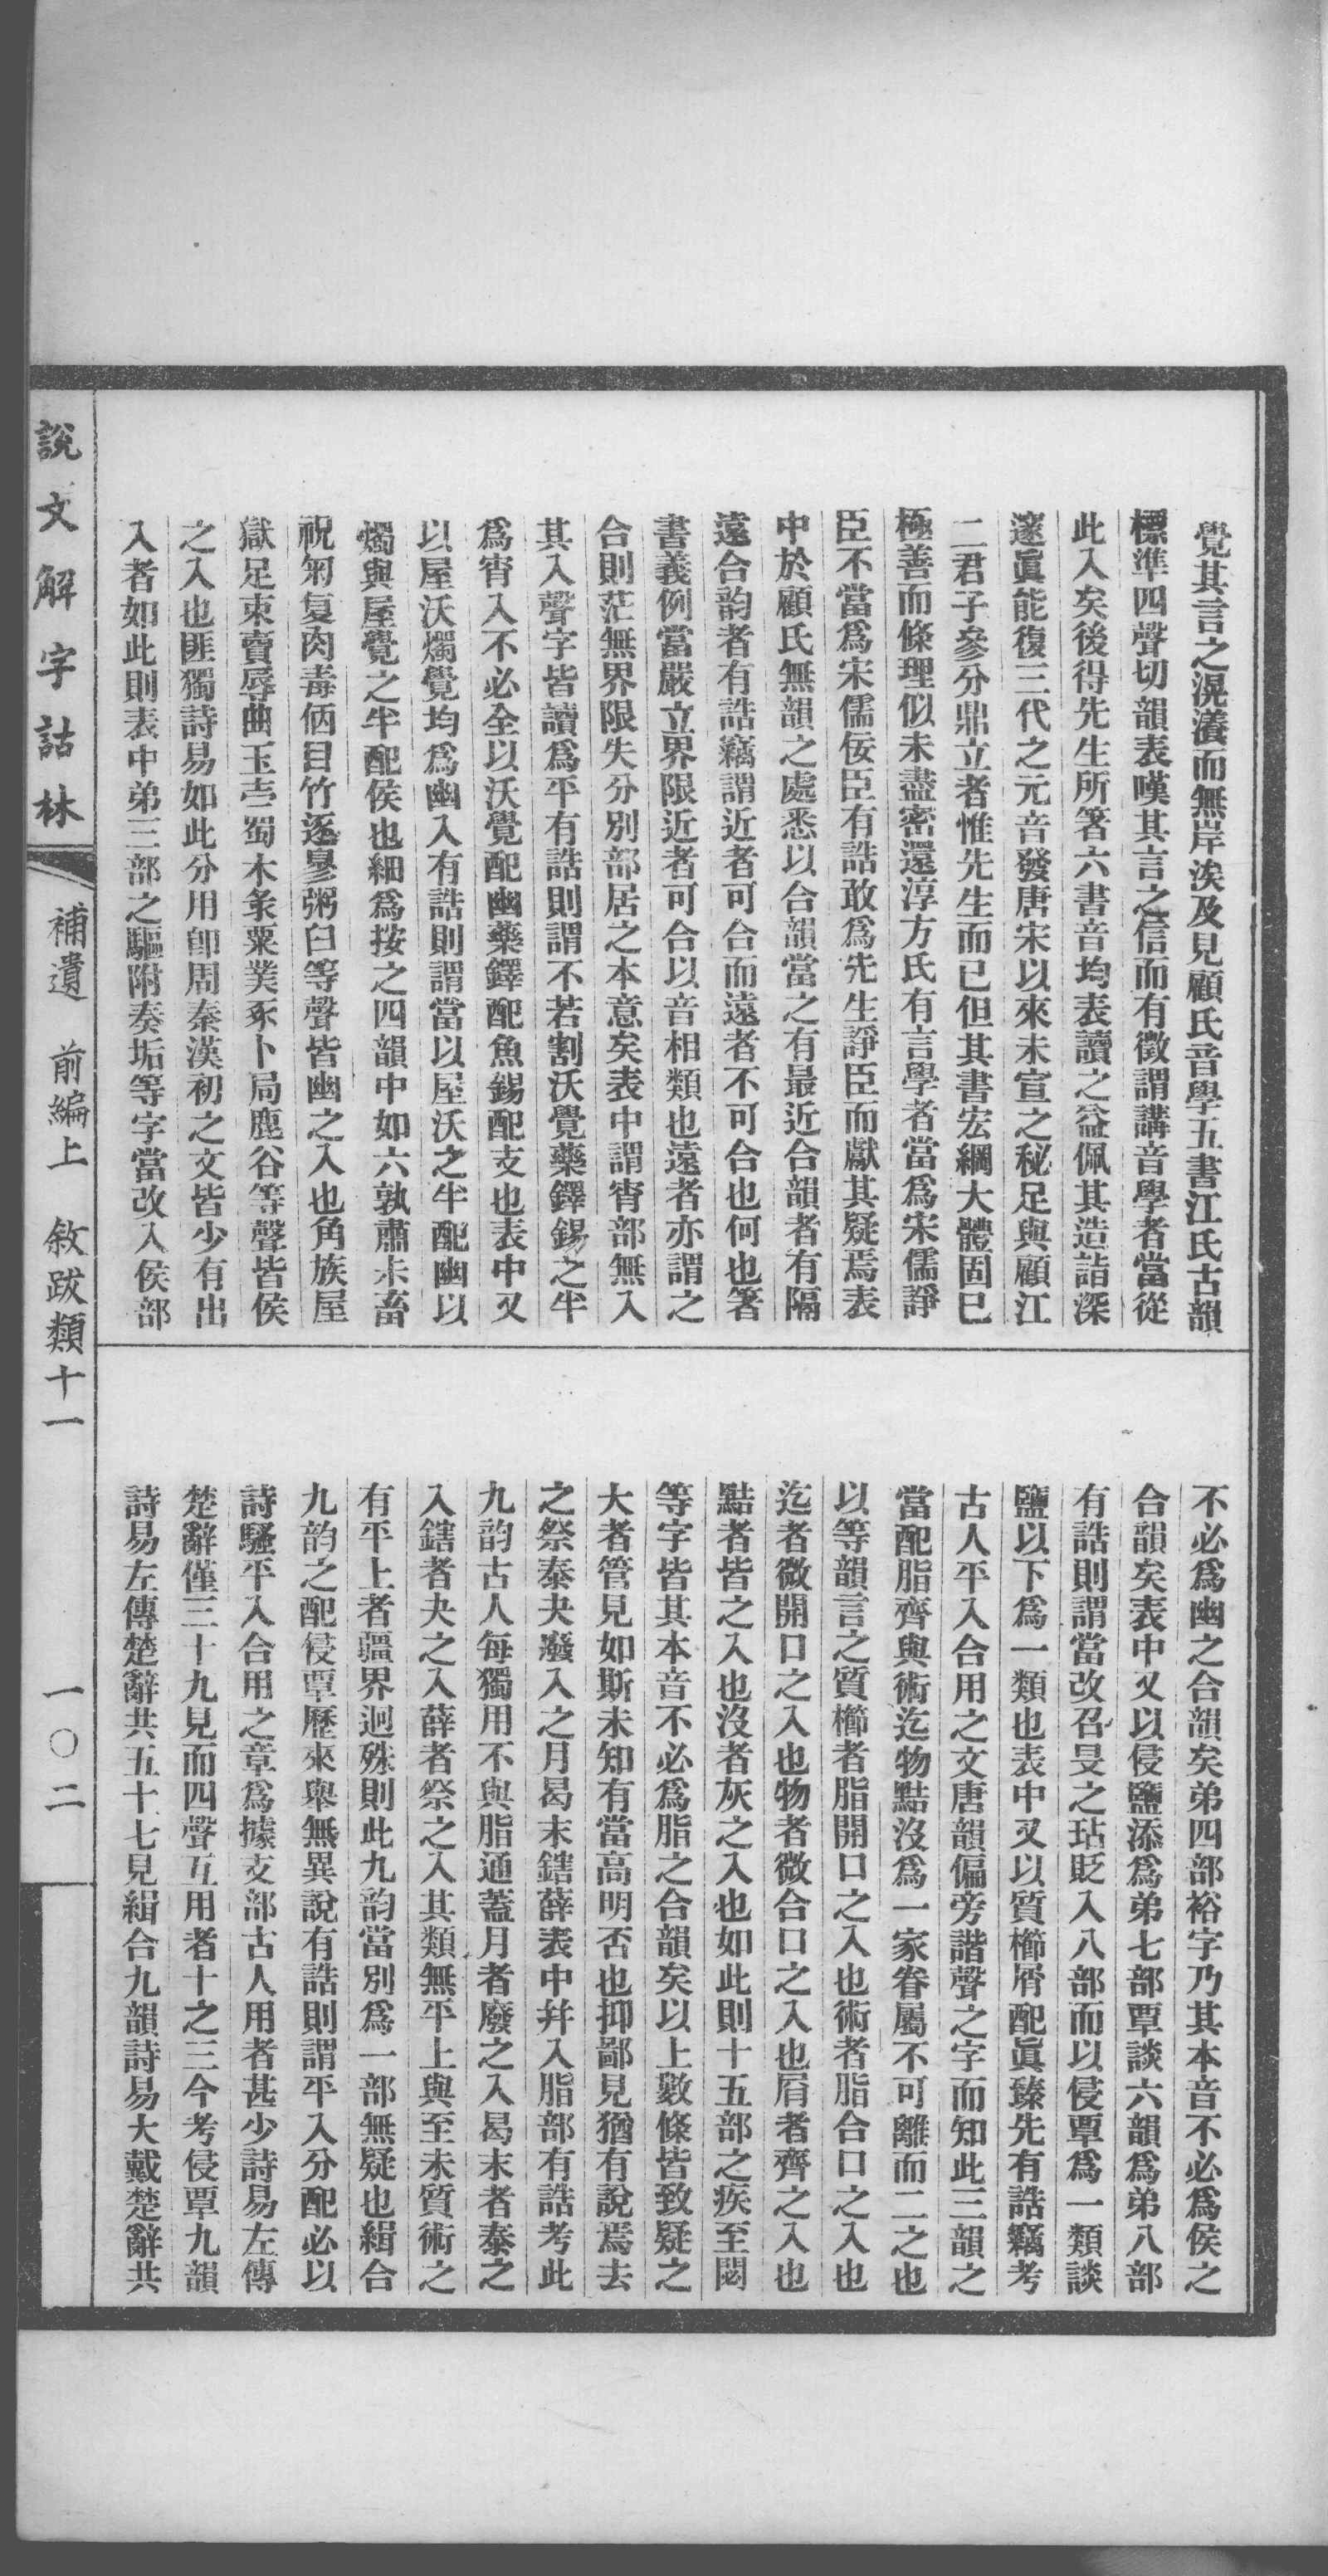 覺其言之滉瀁而無岸涘及見顧氏音學五書江氏古韻
標準四聲切韻表嘆其言之信而有徵謂講音學者當從
此入矣後得先生所箸六書音均表讀之益佩其造詣深
邃眞能復三代之元音發唐宋以來未宣之秘足與顧江
二君子參分鼎立者惟先生而已但其書宏綱大體固已
極善而條理似未盡密還淳方氏有言學者當爲宋儒諍
臣不當爲宋儒佞臣有誥敢爲先生諍臣而獻其疑焉表
中於顧氏無韻之處悉以合韻當之有最近合韻者有隔
遠合韵者有誥竊謂近者可合而遠者不可合也何也箸
書義例當嚴立界限近者可合以音相類也遠者亦謂之
合則茫無界限失分別部居之本意矣表中謂宵部無入
其入聲字皆讀爲平有誥則謂不若割沃覺藥鐸錫之半
爲宵入不必全以沃覺配幽藥鐸配魚錫配支也表中又
以屋沃燭覺均爲幽入有誥則謂當以屋沃之半配幽以
燭與屋覺之半配侯也細爲按之四韻中如六孰肅尗畜
祝匊复肉毒佰目竹逐翏粥臼等聲皆幽之入也角族屋
獄足束賣辱曲玉壴蜀木彔粟菐豕卜局鹿谷等聲皆侯
之入也匪獨詩易如此分用卽周秦漢初之文皆少有出
入者如此則表中弟三部之驅附奏垢等字當改入侯部
不必爲幽之合韻矣弟四部裕字乃其本音不必爲侯之
合韻矣表中又以侵鹽添爲弟七部覃談六韻爲弟八部
有誥則謂當改召旻之玷貶入八部而以侵覃爲一類談
鹽以下爲一類也表中又以質櫛屑配眞臻先有誥竊考
古人平入合用之文唐韻偏旁諧聲之字而知此三韻之
當配脂齊與術迄物黠沒爲一家眷屬不可離而二之也
以等韻言之質櫛者脂開口之入也術者脂合口之入也
迄者微開口之入也物者微合口之入也屑者齊之入也
黠者皆之入也沒者灰之入也如此則十五部之疾至闋
等字皆其本音不必爲脂之合韻矣以上數條皆致疑之
大者管見如斯未知有當高明否也抑鄙見猶有說焉去
之祭泰夬廢入之月曷末鎋薛表中并入脂部有誥考此
九韵古人每獨用不與脂通蓋月者廢之入曷末者泰之
入鎋者夬之入薛者祭之入其類無平上與至未質術之
有平上者疆界迥殊則此九韵當別爲一部無疑也緝合
九韵之配侵覃歷來舉無異說有誥則謂平入分配必以
詩騷平入合用之章爲據支部古人用者甚少詩易左傳
楚辭僅三十九見而四聲互用者十之三今考侵覃九韻
詩易左傳楚辭共五十七見緝合九韻詩易大戴楚辭共
說文解字詁林
補遺　前編上　敘跋類十一
一〇二